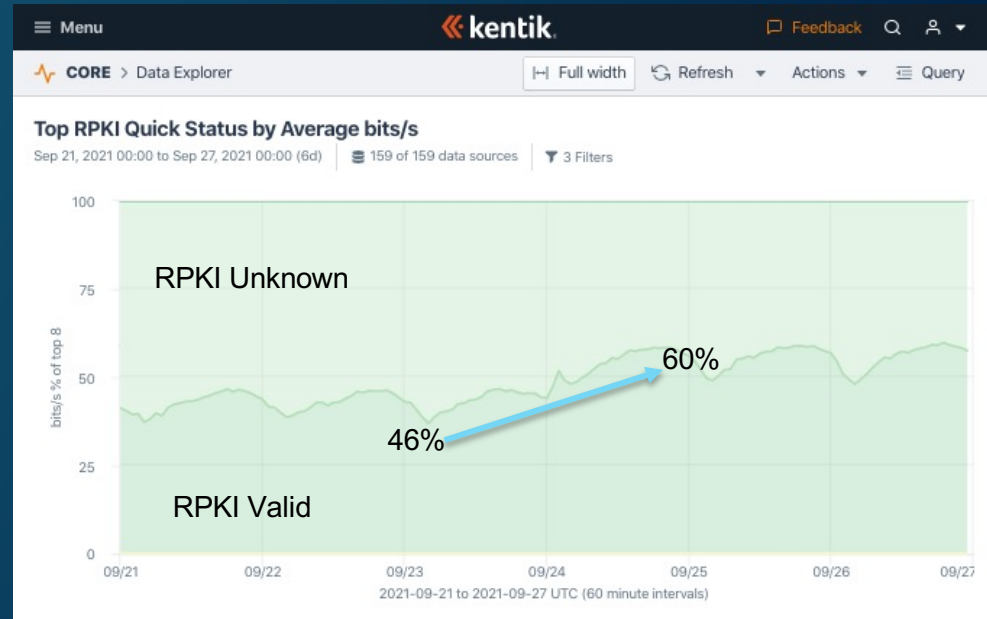 Menu
kentik.
Feedback
CORE > Data Explorer
Full width
Refresh
Actions
Query
Top RPKI Quick Status by Average bits/s
Sep 21, 2021 00:00 to Sep 27, 2021 00:00 (6d)
159 of 159 data sources
3 Filters
100
75
50
25
0
bits/s % of top 8
RPKI Unknown
60%
46%
RPKI Valid
09/21
09/22
09/23
09/24
09/25
09/26
09/27
2021-09-21 to 2021-09-27 UTC (60 minute intervals)